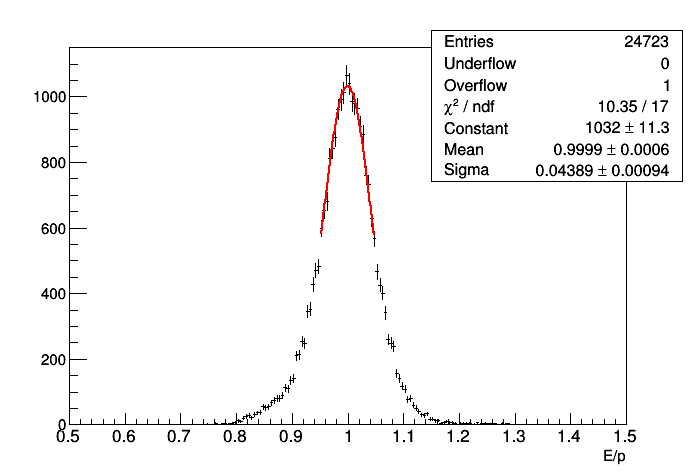 Entries 24723
Underflow 0
Overflow 1
χ² / ndf 10.35 / 17
Constant 1032 ± 11.3
Mean 0.9999 ± 0.0006
Sigma 0.04389 ± 0.00094
1000
800
600
400
200
0
0.5 0.6 0.7 0.8 0.9 1 1.1 1.2 1.3 1.4 1.5
E/p